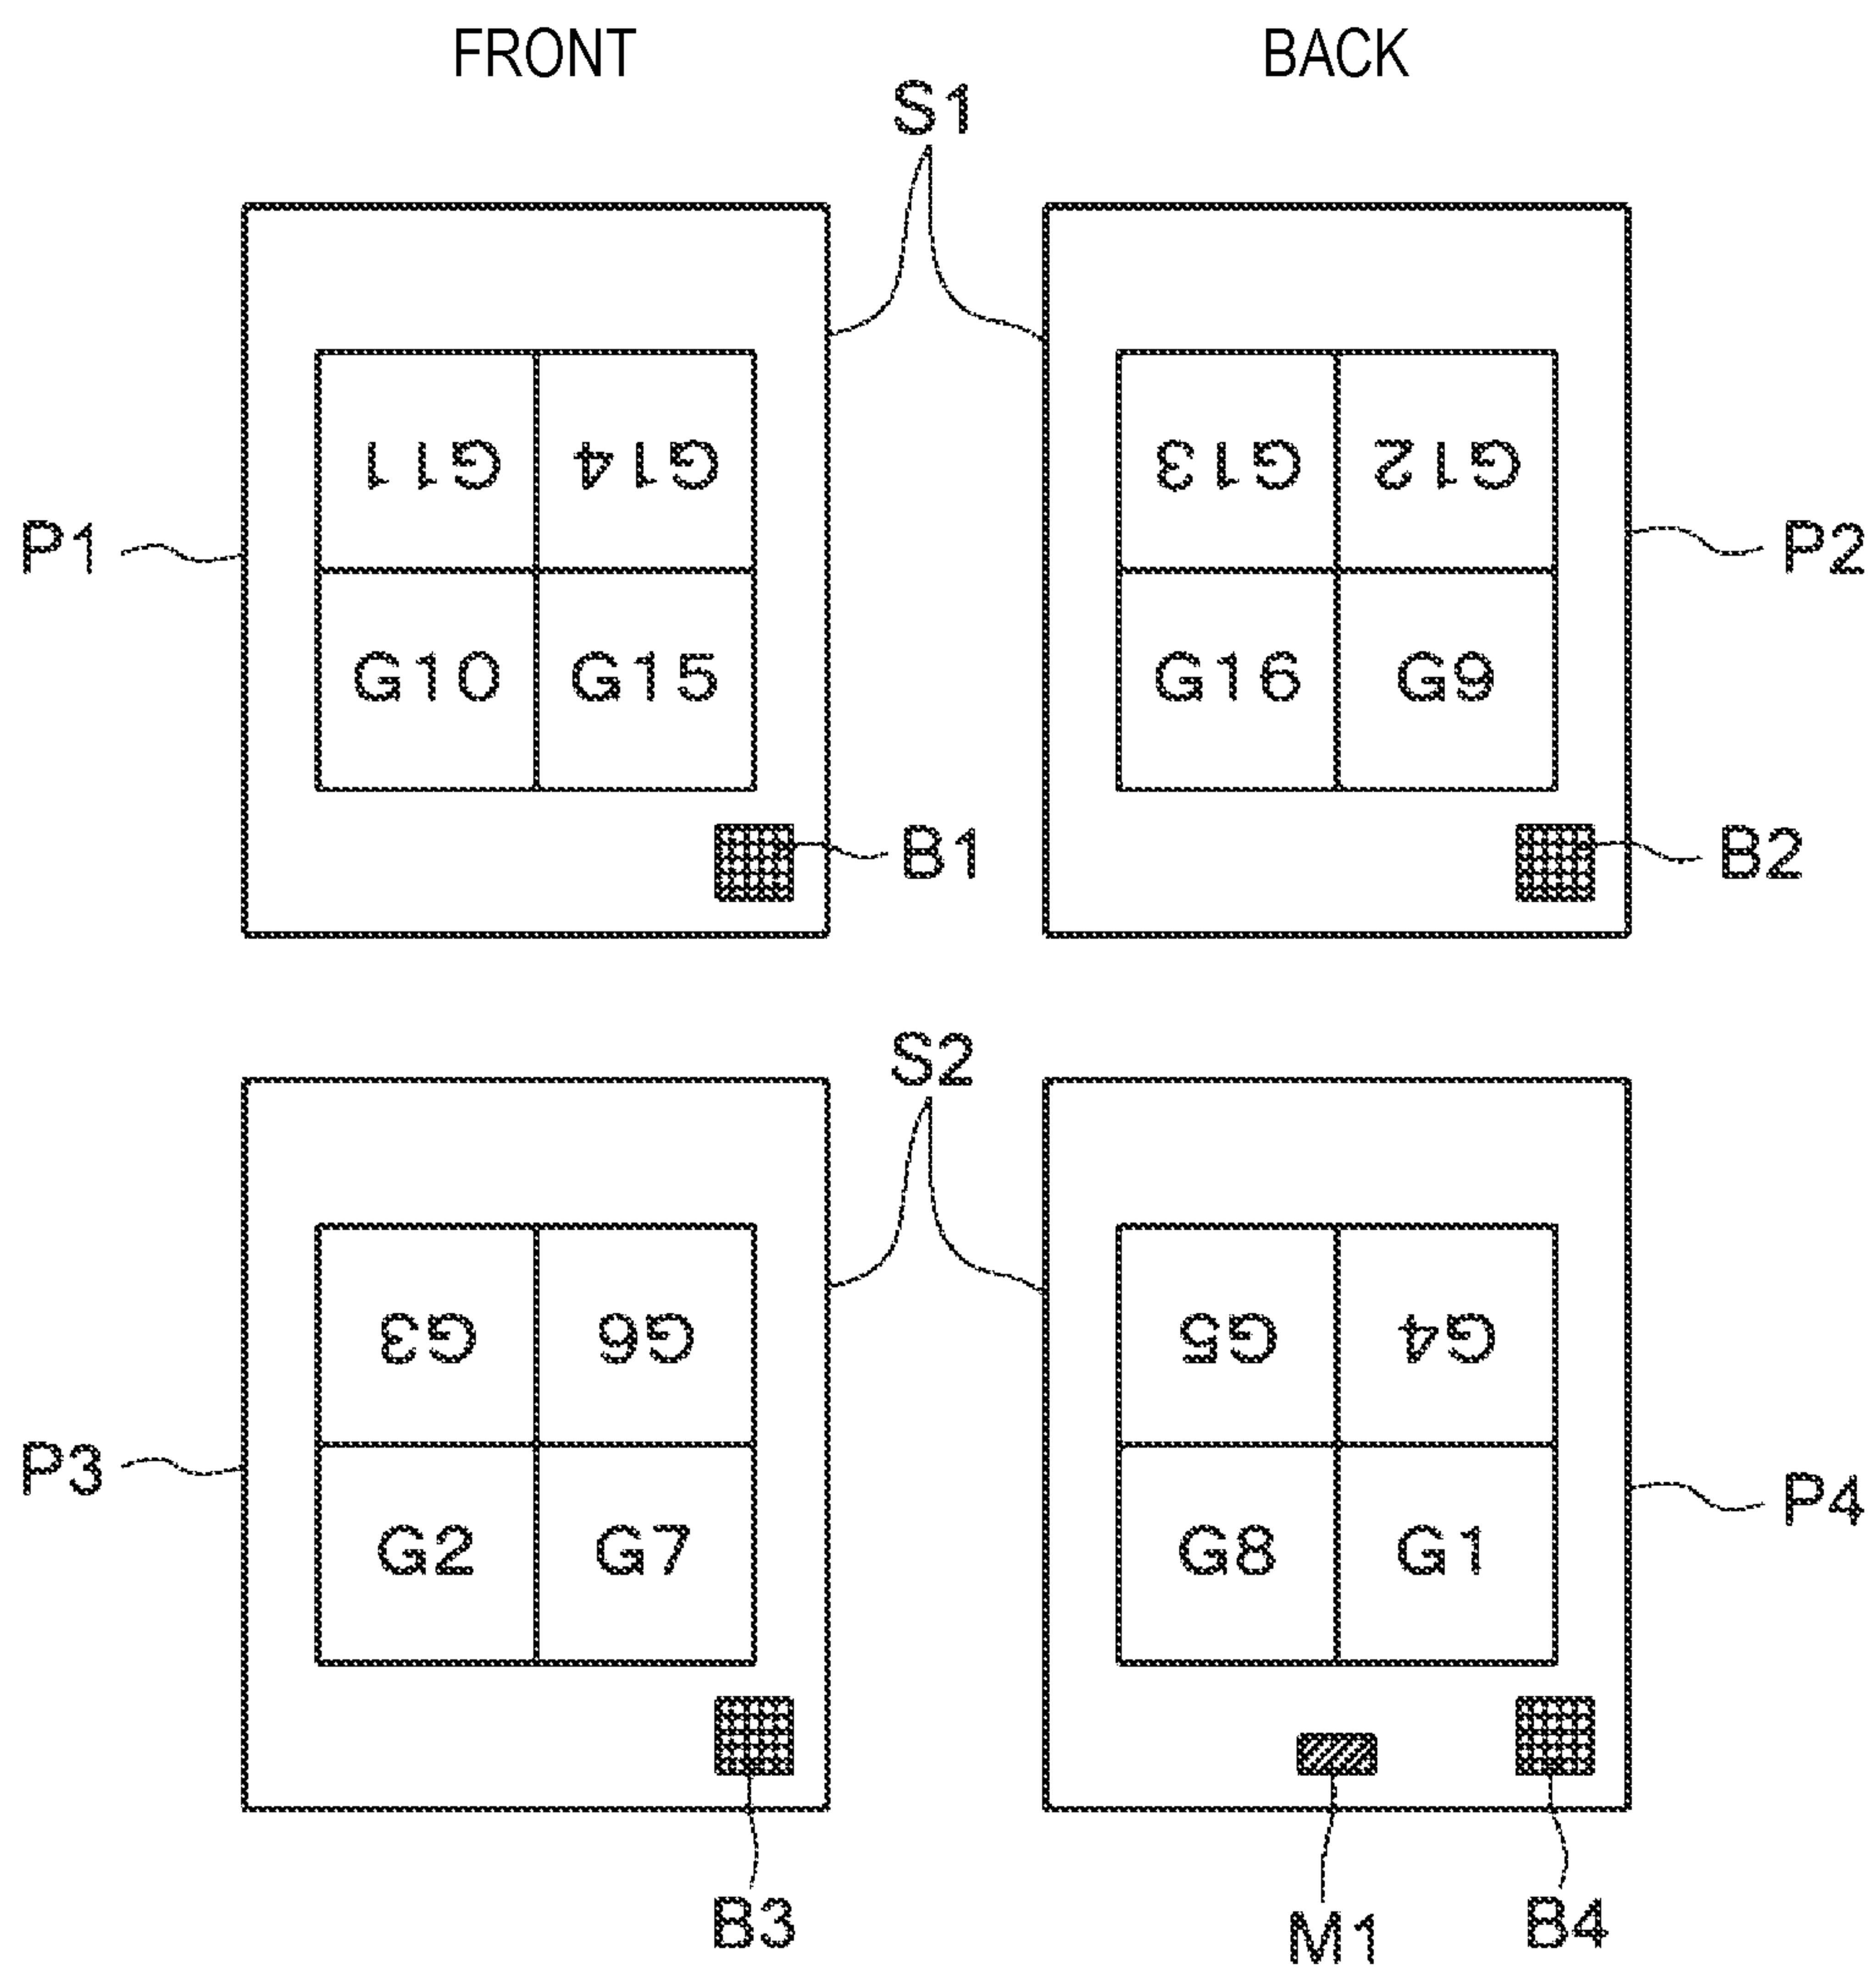 FRONT BACK
S1
G11 G14 G13 G12
P1 P2
G10 G15 G16 G9
B1 B2
S2
G3 G6 G5 G4
P3 P4
G2 G7 G8 G1
B3 M1 B4